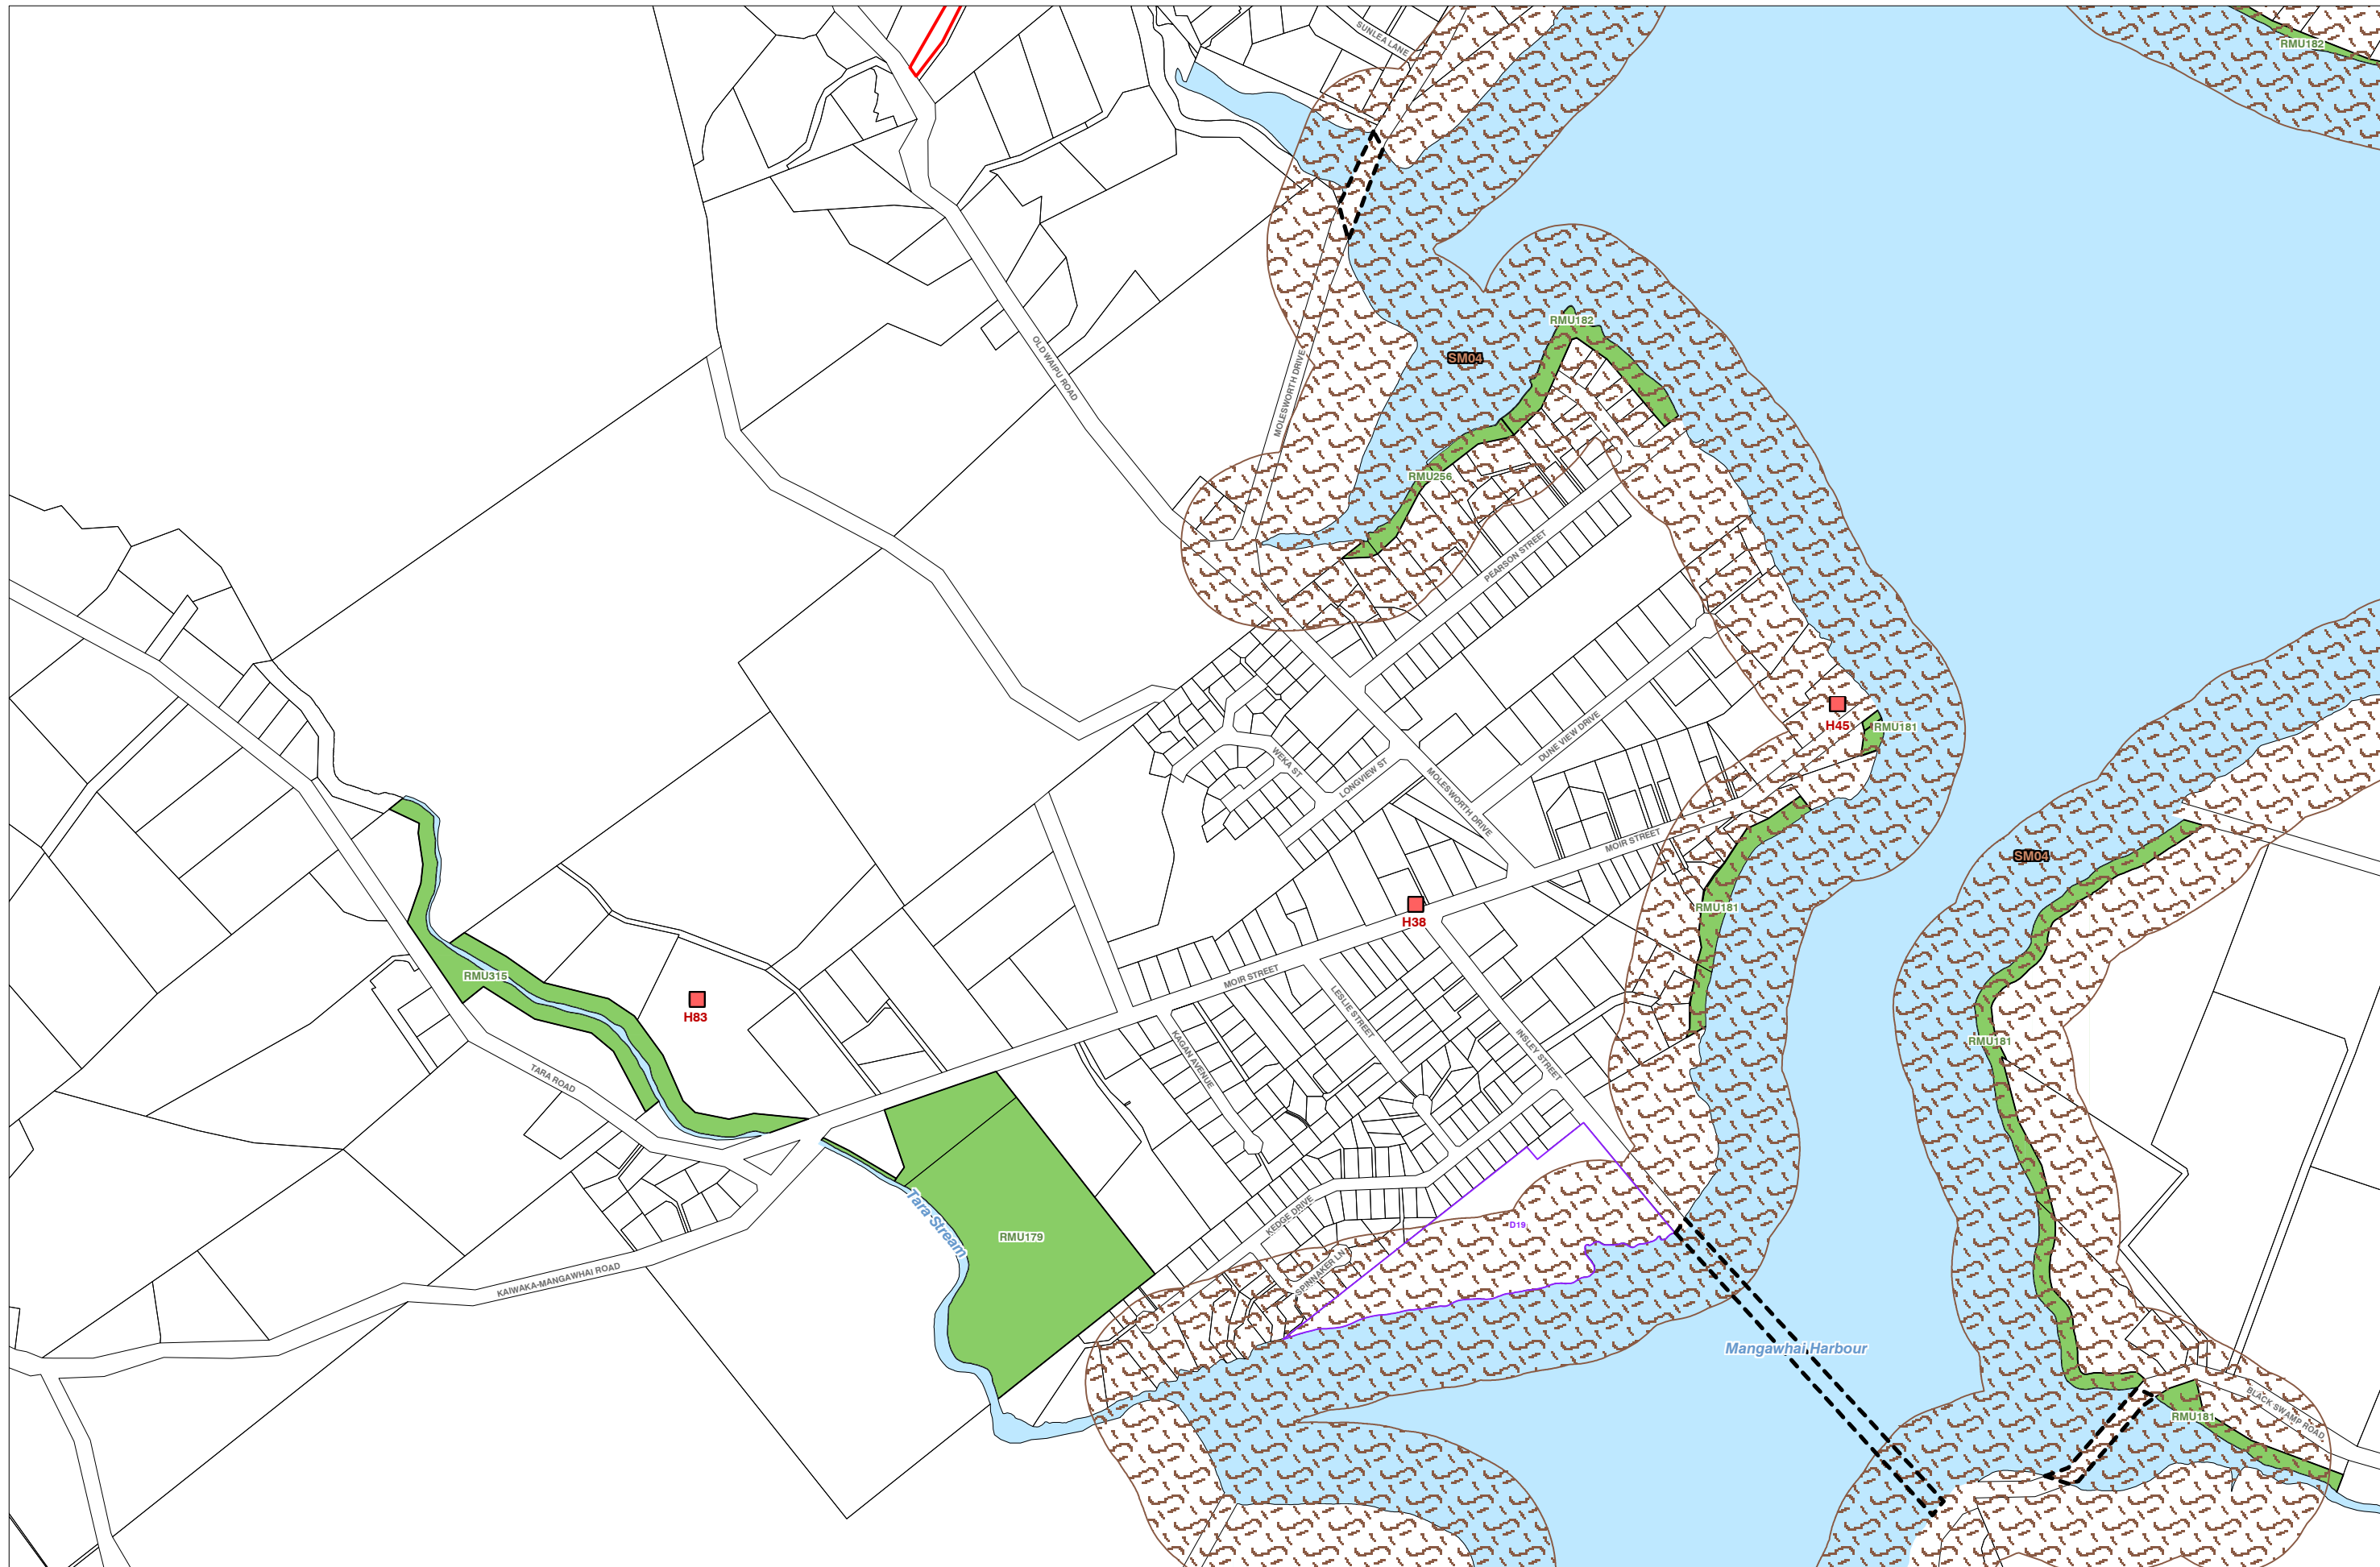 SUNLEA LANE
RMU182
RMU182
SM04
OLD WAIPU ROAD
MOLESWORTH DRIVE
RMU256
PEARSON STREET
H45
RMU181
DUNE VIEW DRIVE
WEKA ST
LONGVIEW ST
MOLESWORTH DRIVE
MOIR STREET
SM04
RMU181
H38
RMU315
MOIR STREET
H83
LESLIE STREET
INSLEY STREET
RMU181
KAGAN AVENUE
TARA ROAD
Tara Stream
RMU179
KEDGE DRIVE
D19
SPINNAKER LN
KAIWAKA-MANGAWHAI ROAD
Mangawhai Harbour
BLACK SWAMP ROAD
RMU181